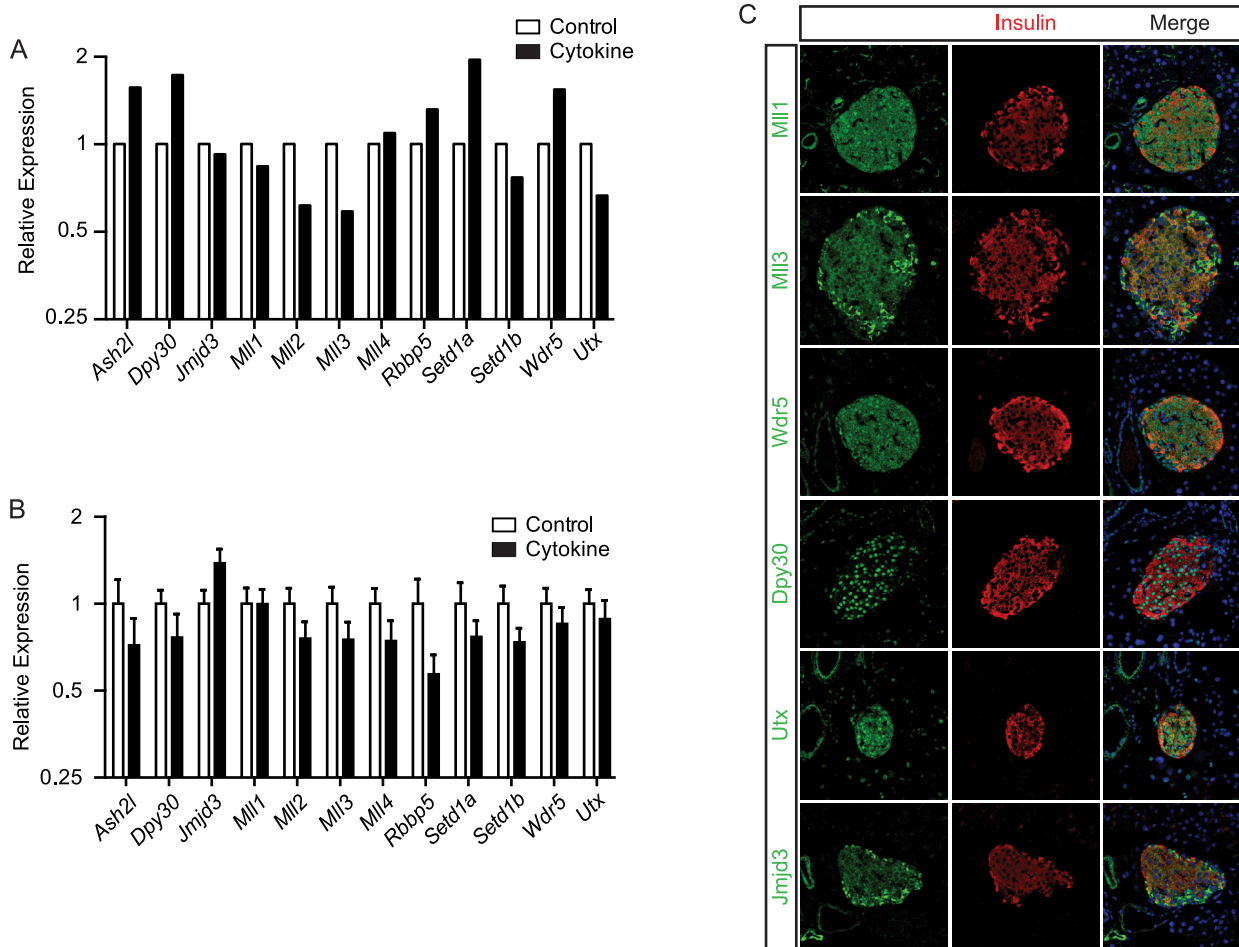 A
Control
Cytokine
Relative Expression
2
1
0.5
0.25
Ash2l
Dpy30
Jmjd3
Mll1
Mll2
Mll3
Mll4
Rbbp5
Setd1a
Setd1b
Wdr5
Utx
B
Control
Cytokine
Relative Expression
2
1
0.5
0.25
Ash2l
Dpy30
Jmjd3
Mll1
Mll2
Mll3
Mll4
Rbbp5
Setd1a
Setd1b
Wdr5
Utx
C
Insulin Merge
Mll1
Mll3
Wdr5
Dpy30
Utx
Jmjd3